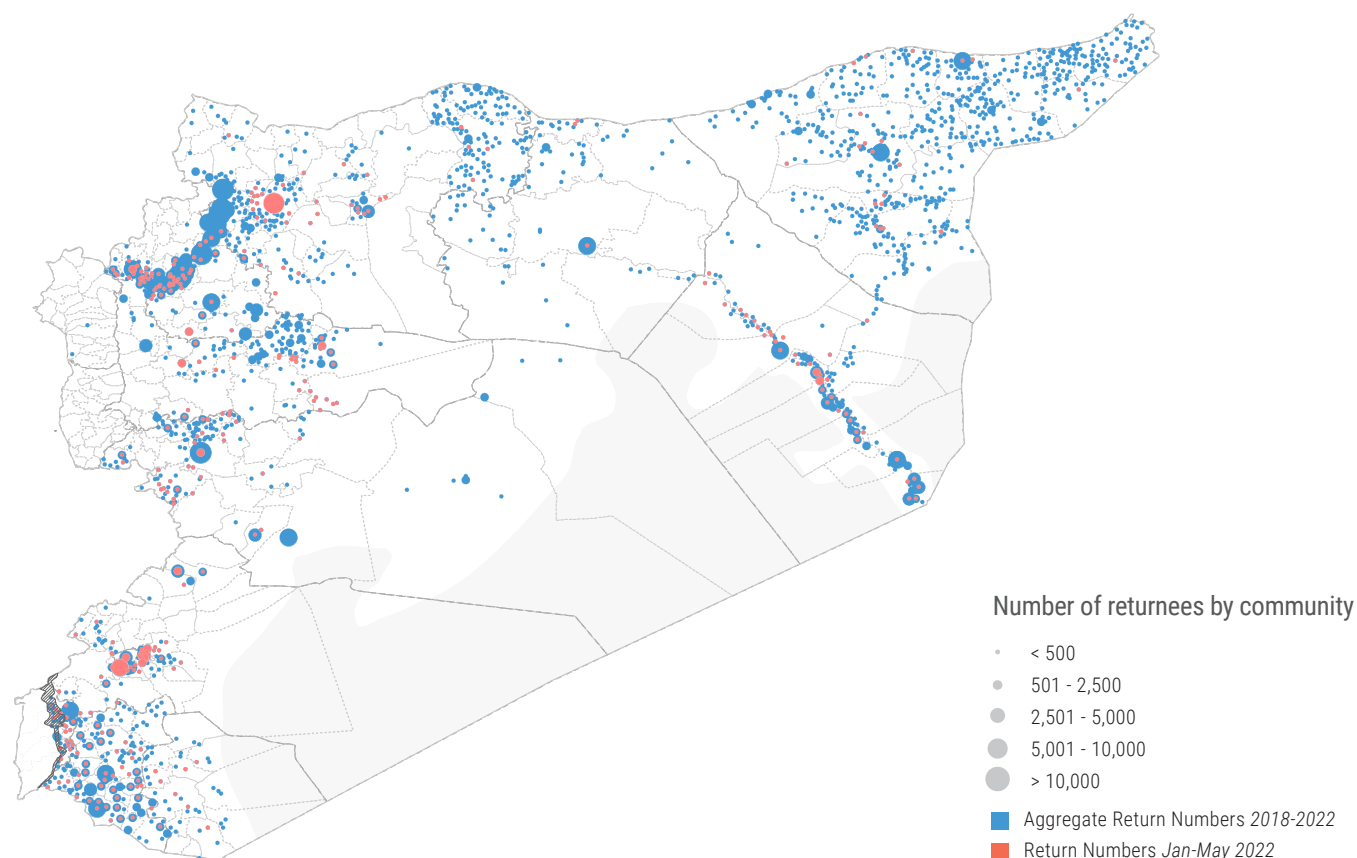 Number of returnees by community
< 500
501 - 2,500
2,501 - 5,000
5,001 - 10,000
> 10,000
Aggregate Return Numbers 2018-2022
Return Numbers Jan-May 2022